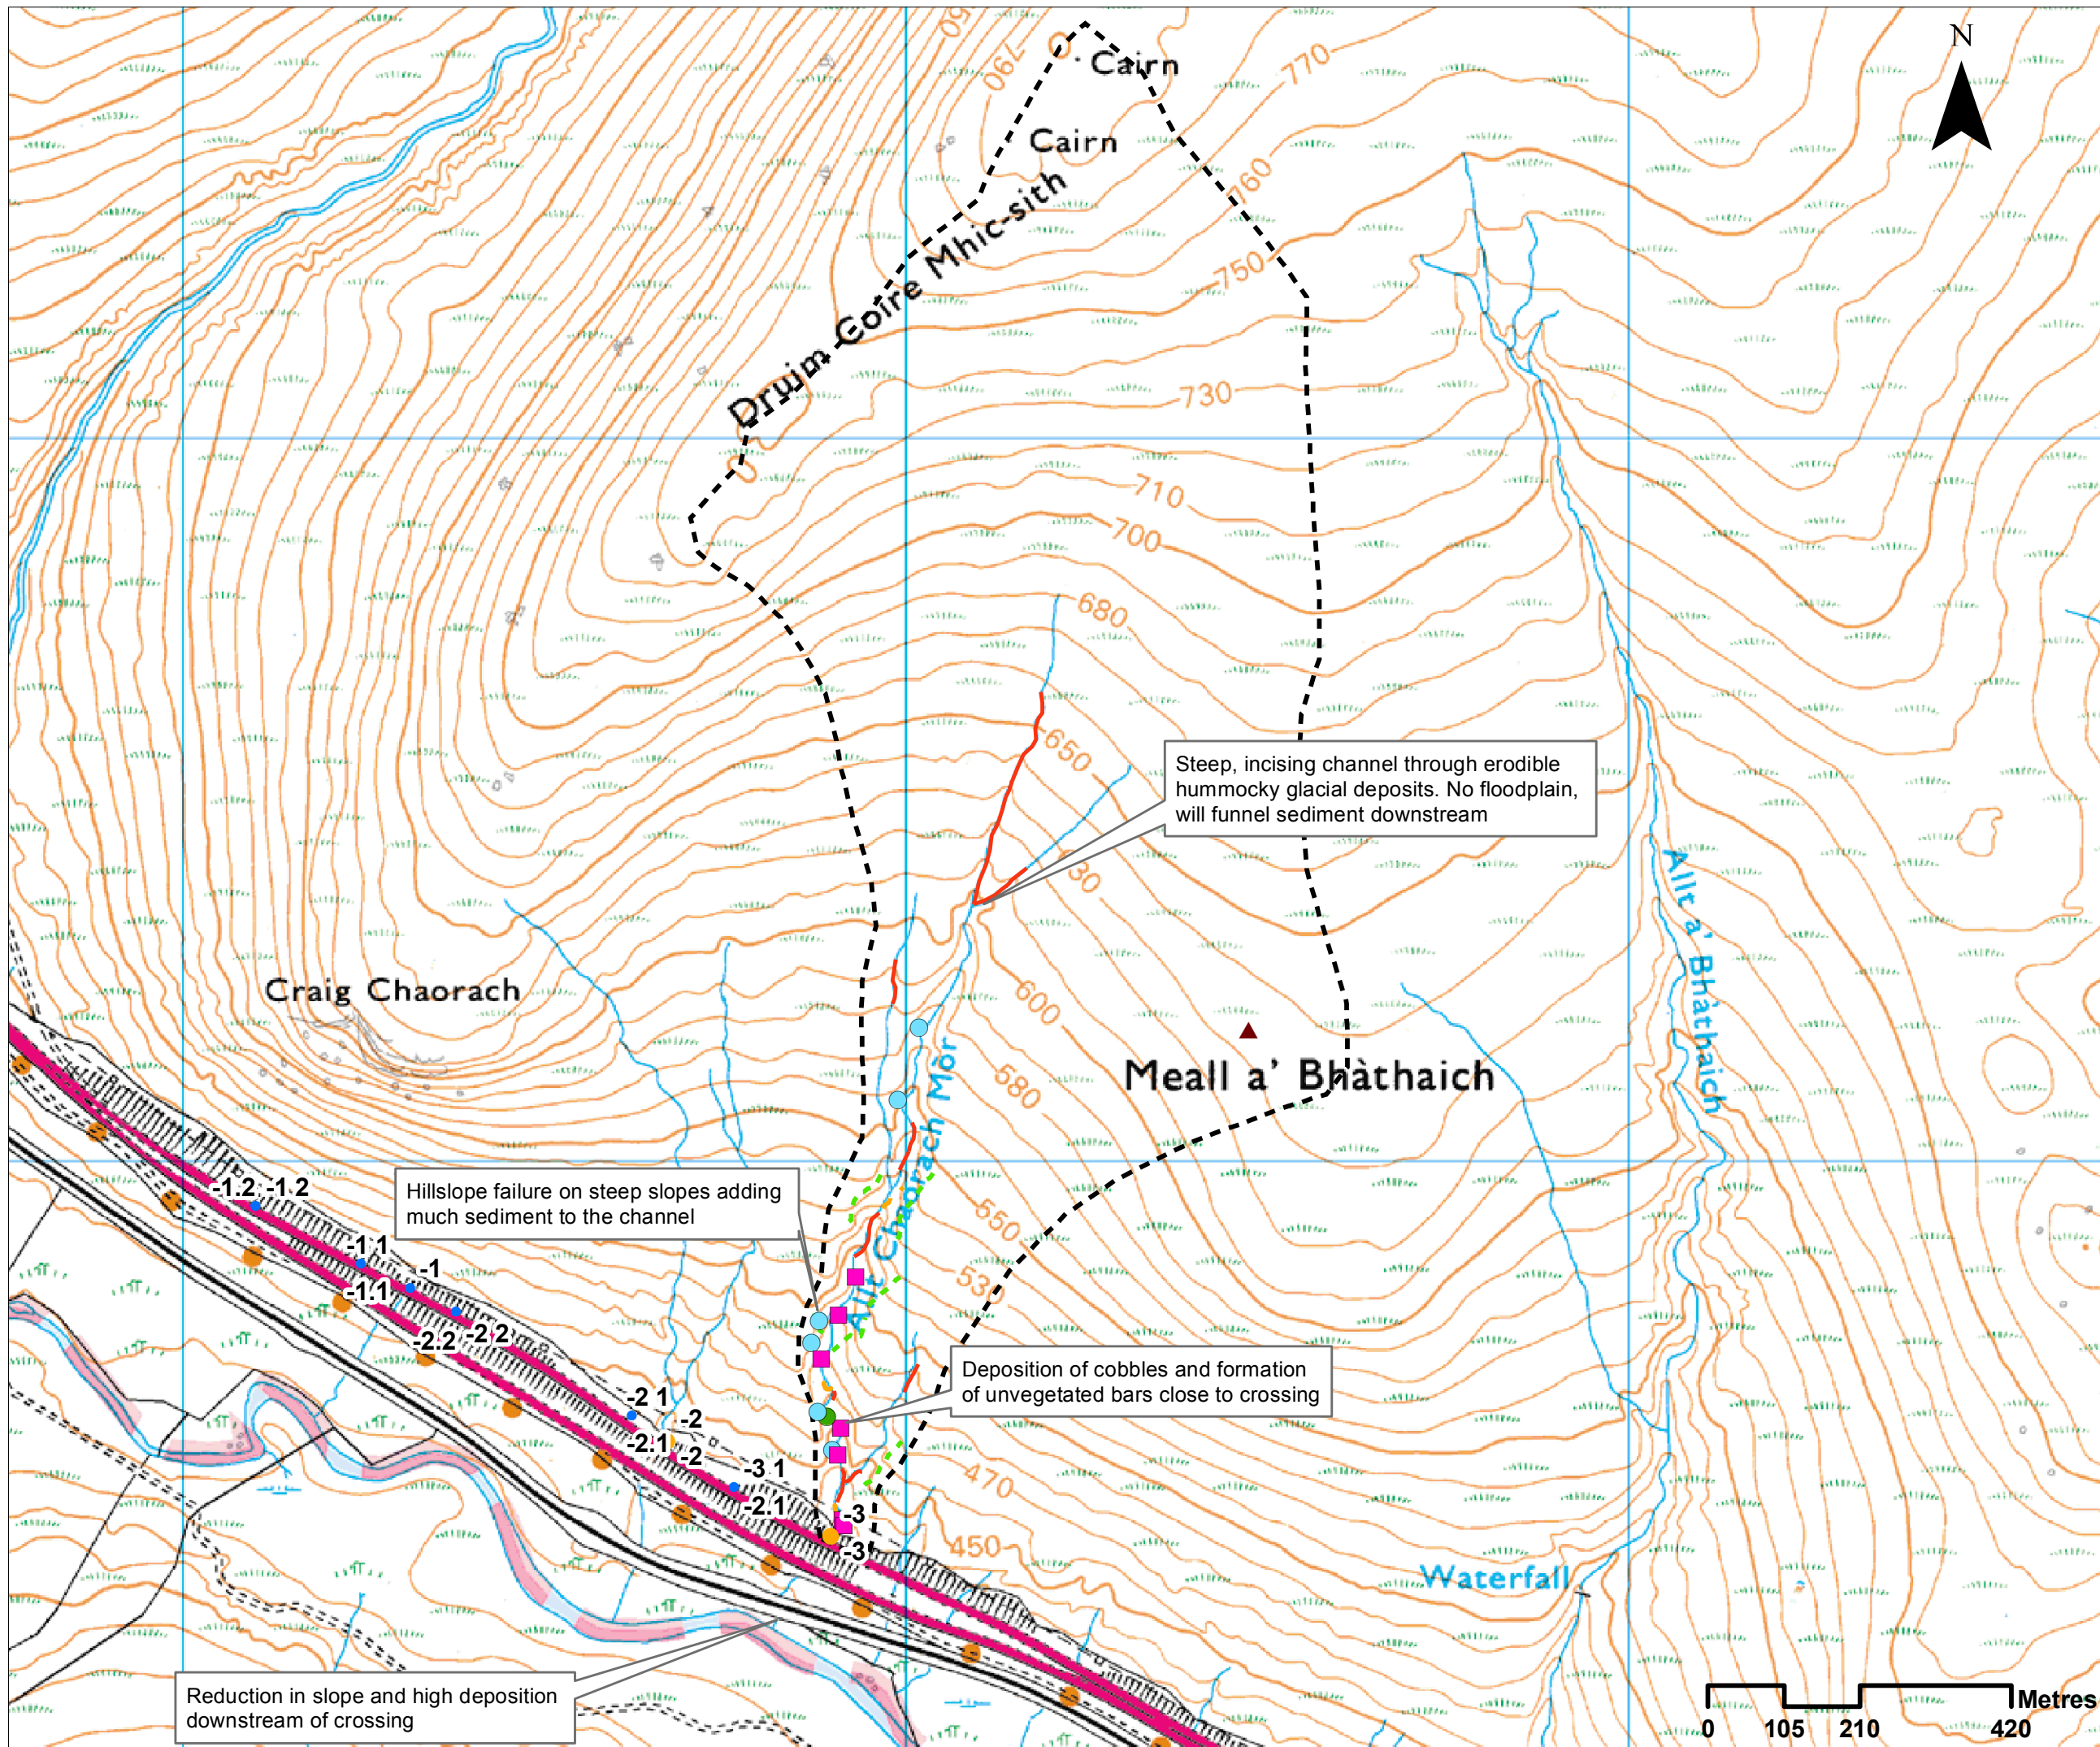 N
790
Cairn
770
Cairn
760
Druim Coire Mhic-sith
750
730
710
700
680
650
Steep, incising channel through erodible
hummocky glacial deposits. No floodplain,
will funnel sediment downstream
30
Allt a' Bhàthaich
Craig Chaorach
600
Meall a' Bhàthaich
580
Allt Chaorach Mòr
Hillslope failure on steep slopes adding
much sediment to the channel
550
530
-1.2 -1.2
-1 1
-1
-1.1
-2.2 -2 2
Deposition of cobbles and formation
of unvegetated bars close to crossing
-2 1
-2
-2.1 -2
-3 1
-2.1
-3
-3
470
450
Waterfall
Reduction in slope and high deposition
downstream of crossing
Metres
0 105 210 420